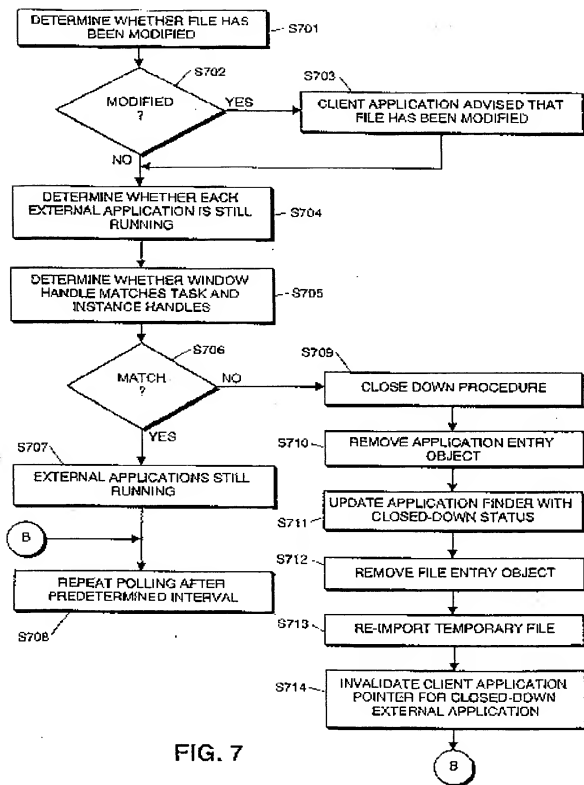 DETERMINE WHETHER FILE HAS
BEEN MODIFIED
S701
S702
MODIFIED
?
YES
NO
S703
CLIENT APPLICATION ADVISED THAT
FILE HAS BEEN MODIFIED
DETERMINE WHETHER EACH
EXTERNAL APPLICATION IS STILL
RUNNING
S704
DETERMINE WHETHER WINDOW
HANDLE MATCHES TASK AND
INSTANCE HANDLES
S705
S706
MATCH
?
NO
YES
S709
CLOSE DOWN PROCEDURE
S707
EXTERNAL APPLICATIONS STILL
RUNNING
S710
REMOVE APPLICATION ENTRY
OBJECT
B
S711
UPDATE APPLICATION FINDER WITH
CLOSED-DOWN STATUS
REPEAT POLLING AFTER
PREDETERMINED INTERVAL
S708
S712
REMOVE FILE ENTRY OBJECT
S713
RE-IMPORT TEMPORARY FILE
S714
INVALIDATE CLIENT APPLICATION
POINTER FOR CLOSED-DOWN
EXTERNAL APPLICATION
B
FIG. 7